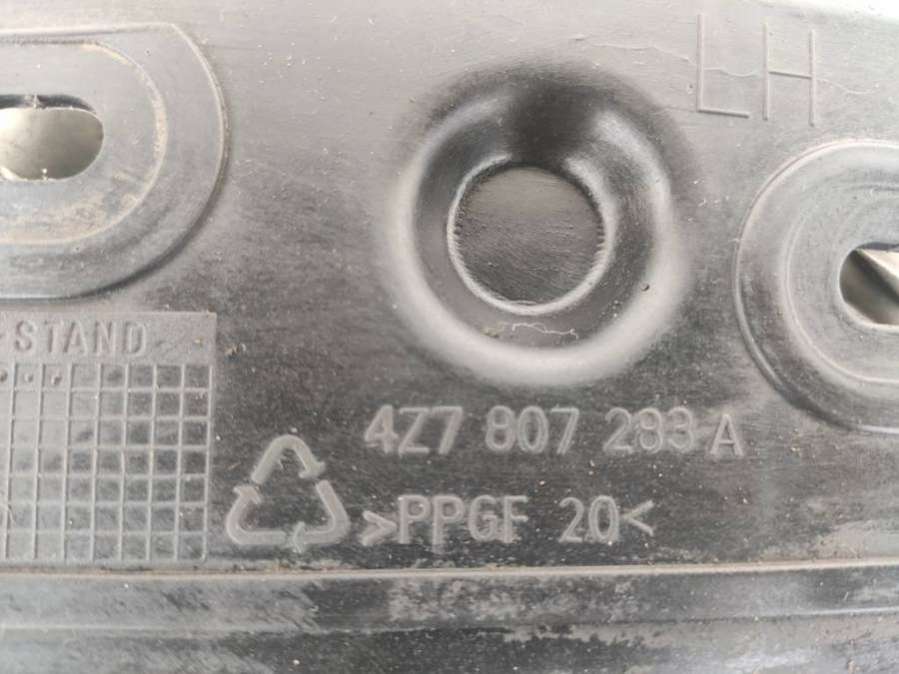 LH
STAND
4Z7 807 283 A
>PPGF 20<